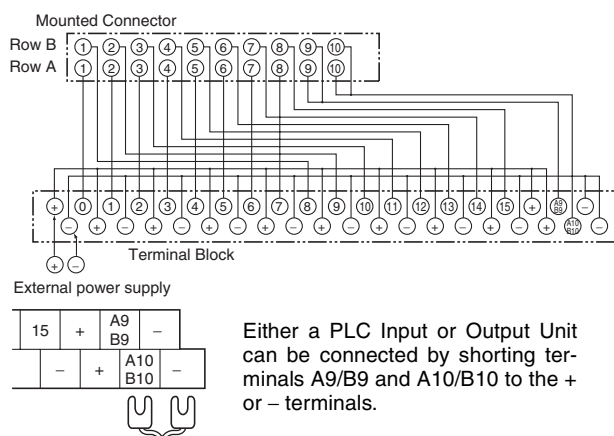 Mounted Connector
Row B 1 2 3 4 5 6 7 8 9 10
Row A 1 2 3 4 5 6 7 8 9 10
+ 0 1 2 3 4 5 6 7 8 9 10 11 12 13 14 15 + A9 B9 −
− + − + − + − + − + − + − + − + − + A10 B10 −
Terminal Block
+ −
External power supply
15 + A9 B9 −
− + A10 B10 −
Either a PLC Input or Output Unit
can be connected by shorting ter-
minals A9/B9 and A10/B10 to the +
or – terminals.